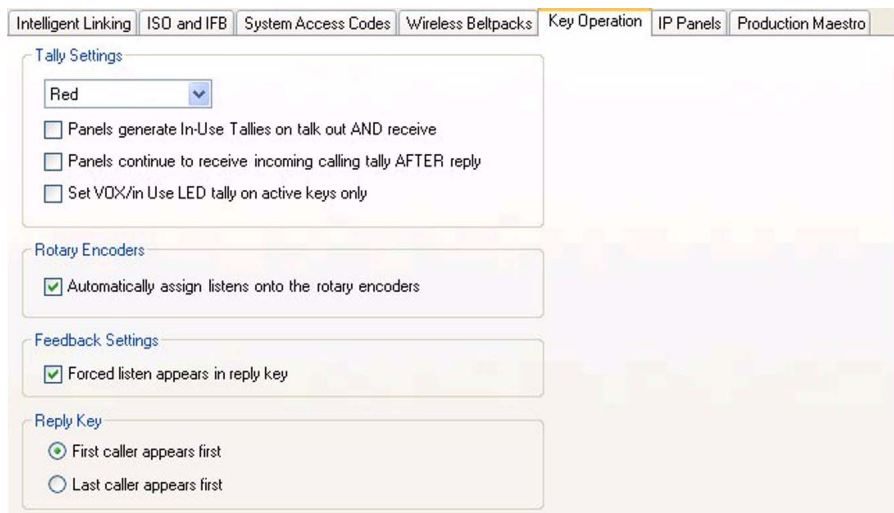 Intelligent Linking ISO and IFB System Access Codes Wireless Beltpacks Key Operation IP Panels Production Maestro
Tally Settings
Red
Panels generate In-Use Tallies on talk out AND receive
Panels continue to receive incoming calling tally AFTER reply
Set VOX/in Use LED tally on active keys only
Rotary Encoders
Automatically assign listens onto the rotary encoders
Feedback Settings
Forced listen appears in reply key
Reply Key
First caller appears first
Last caller appears first